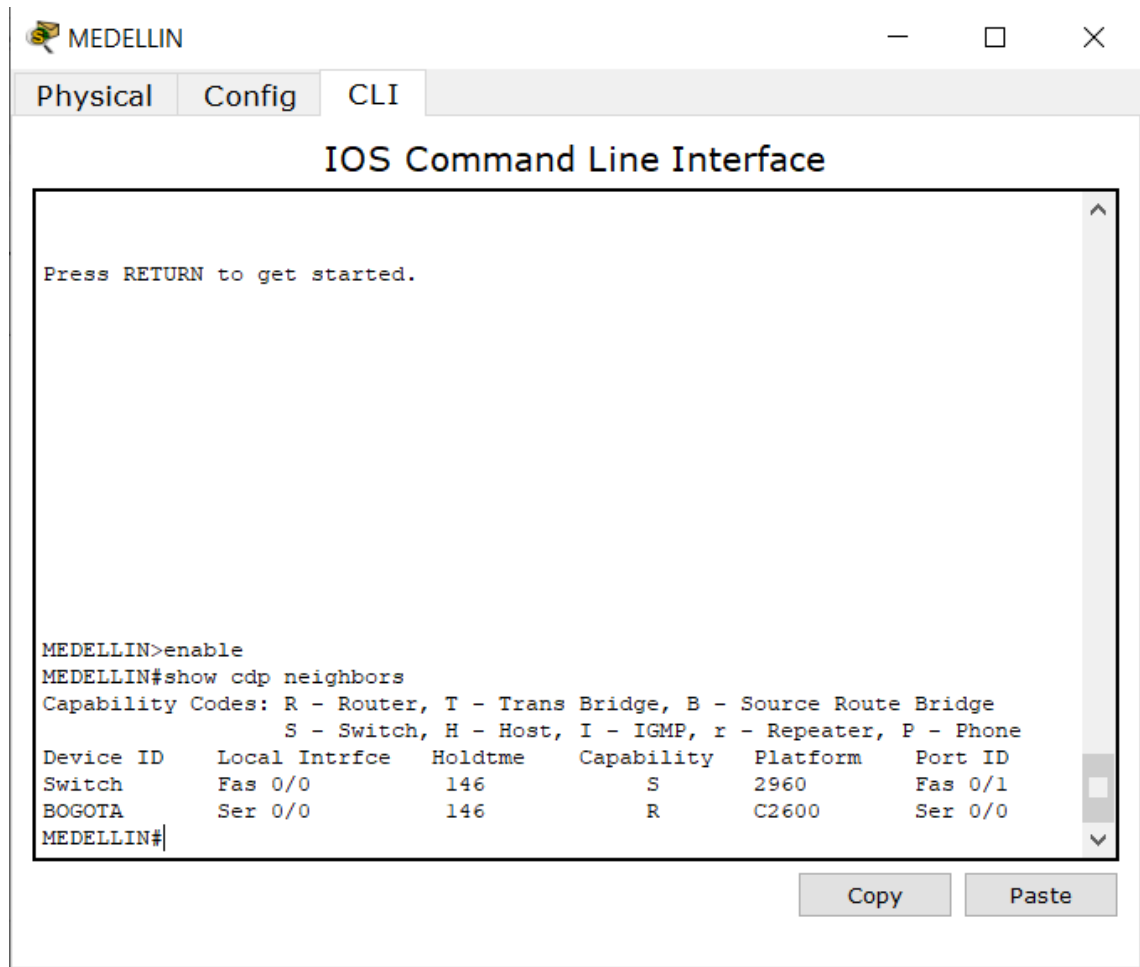 MEDELLIN
Physical Config CLI
IOS Command Line Interface
Press RETURN to get started.
MEDELLIN>enable
MEDELLIN#show cdp neighbors
Capability Codes: R - Router, T - Trans Bridge, B - Source Route Bridge
S - Switch, H - Host, I - IGMP, r - Repeater, P - Phone
Device ID Local Intrfce Holdtme Capability Platform Port ID
Switch Fas 0/0 146 S 2960 Fas 0/1
BOGOTA Ser 0/0 146 R C2600 Ser 0/0
MEDELLIN#
Copy Paste